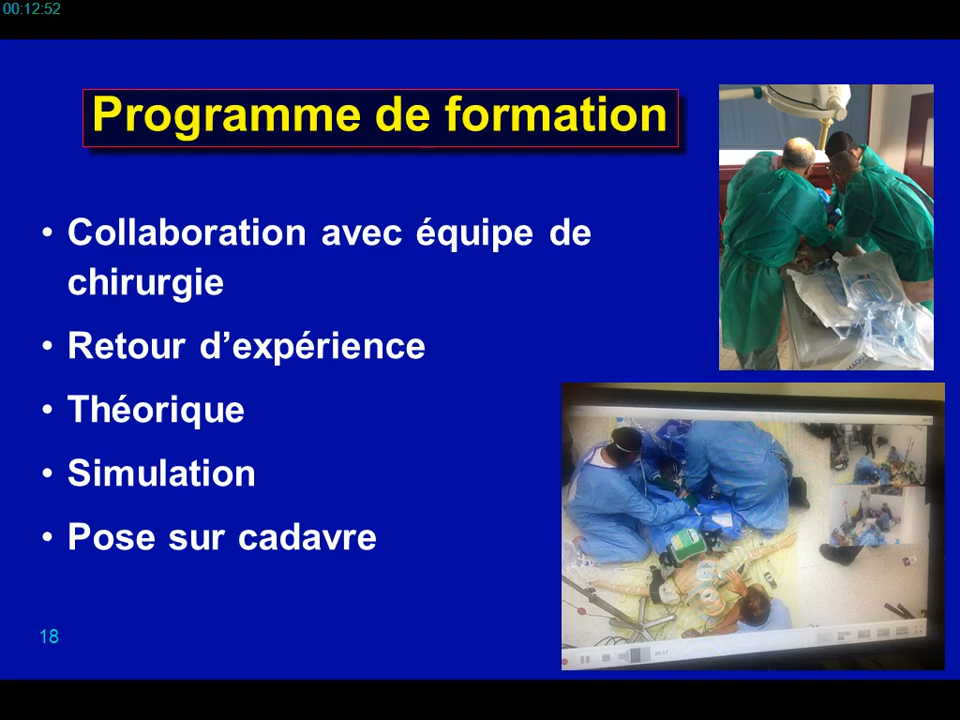 00:12:52
Programme de formation
• Collaboration avec équipe de
chirurgie
• Retour d’expérience
• Théorique
• Simulation
• Pose sur cadavre
18